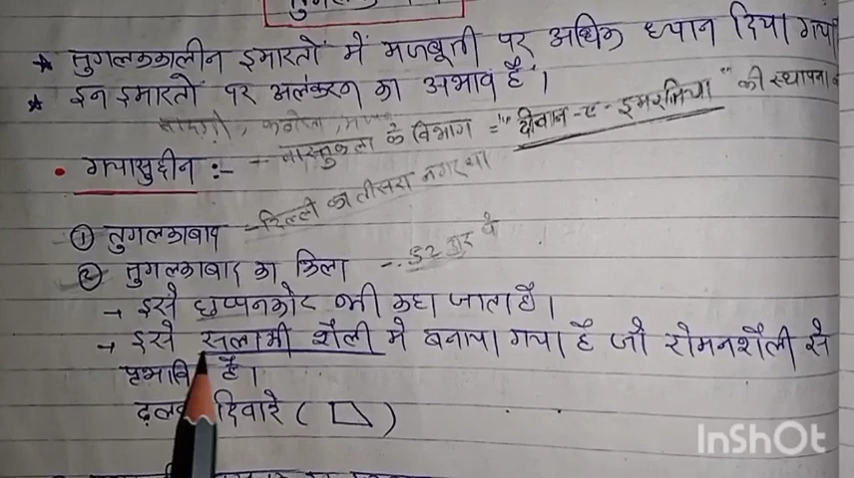 ★ तुगलककालीन इमारतों में मजबूती पर अधिक ध्यान दिया गया
★ इन इमारतों पर अलंकरण का अभाव है।
• गयासुद्दीन :- - वास्तुकला के विभाग = "दीवान-ए-इमारत" की स्थापना
① तुगलकाबाद - दिल्ली का तीसरा नगर था
② तुगलकाबाद का किला - 52 द्वार थे
→ इसे छप्पनकोट भी कहा जाता है।
→ इसे सलामी शैली में बनाया गया है जो रोमनशैली से
है।
दिवारे ( )
InShOt